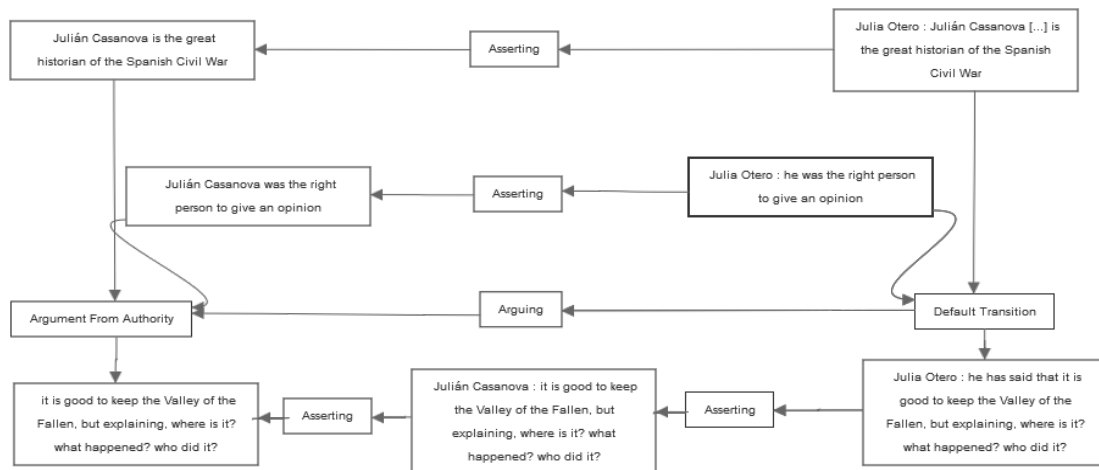 Julián Casanova is the great
historian of the Spanish Civil War
Asserting
Julia Otero : Julián Casanova [...] is
the great historian of the Spanish
Civil War
Julián Casanova was the right
person to give an opinion
Asserting
Julia Otero : he was the right person
to give an opinion
Argument From Authority
Arguing
Default Transition
it is good to keep the Valley of the
Fallen, but explaining, where is it?
what happened? who did it?
Asserting
Julián Casanova : it is good to keep
the Valley of the Fallen, but
explaining, where is it? what
happened? who did it?
Asserting
Julia Otero : he has said that it is
good to keep the Valley of the
Fallen, but explaining, where is it?
what happened? who did it?